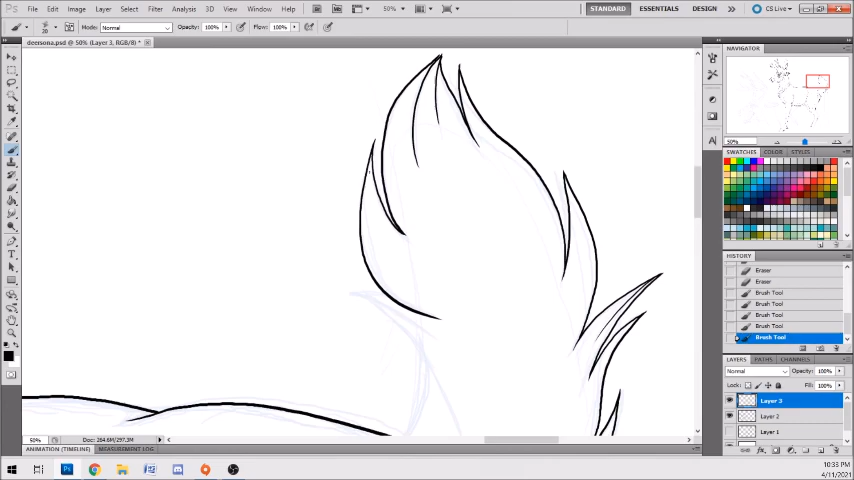 Ps File Edit Image Layer Select Filter Analysis 3D View Window Help 50% STANDARD ESSENTIALS DESIGN CS Live
20 Mode: Normal Opacity: 100% Flow: 100%
deersona.psd @ 50% (Layer 3, RGB/8) *
NAVIGATOR
50%
SWATCHES COLOR STYLES
HISTORY
Eraser
Eraser
Brush Tool
Brush Tool
Brush Tool
Brush Tool
Brush Tool
LAYERS PATHS CHANNELS
Normal Opacity: 100%
Lock: Fill: 100%
Layer 3
Layer 2
Layer 1
50% Doc: 264.6M/297.3M
ANIMATION (TIMELINE) MEASUREMENT LOG
Ps
10:33 PM
4/11/2021